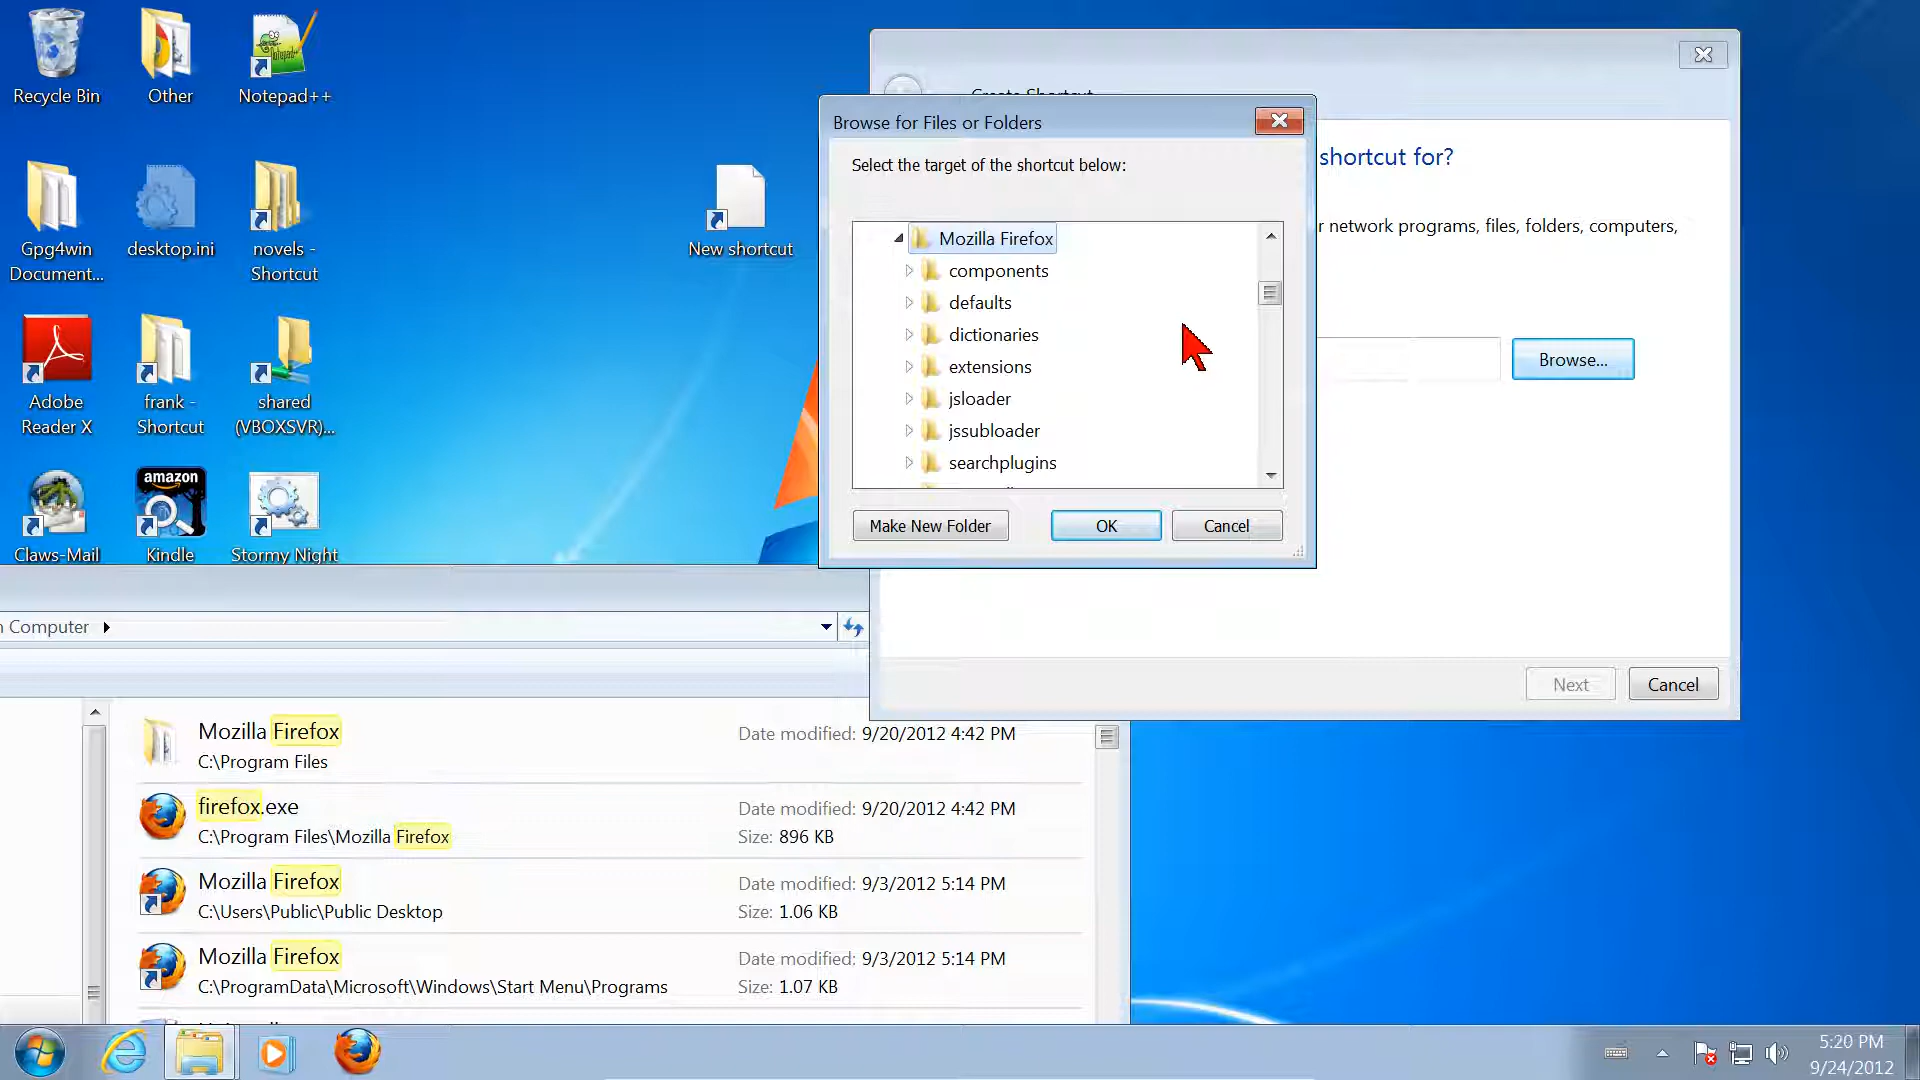 Recycle Bin
Other
Notepad++
Gpg4win
Document...
desktop.ini
novels -
Shortcut
New shortcut
Adobe
Reader X
frank -
Shortcut
shared
(VBOXSVR)...
Claws-Mail
amazon
Kindle
Stormy Night
Create Shortcut
shortcut for?
r network programs, files, folders, computers,
Browse...
Next
Cancel
Browse for Files or Folders
Select the target of the shortcut below:
Mozilla Firefox
components
defaults
dictionaries
extensions
jsloader
jssubloader
searchplugins
Make New Folder
OK
Cancel
Computer
Mozilla Firefox
C:\Program Files
Date modified: 9/20/2012 4:42 PM
firefox.exe
C:\Program Files\Mozilla Firefox
Date modified: 9/20/2012 4:42 PM
Size: 896 KB
Mozilla Firefox
C:\Users\Public\Public Desktop
Date modified: 9/3/2012 5:14 PM
Size: 1.06 KB
Mozilla Firefox
C:\ProgramData\Microsoft\Windows\Start Menu\Programs
Date modified: 9/3/2012 5:14 PM
Size: 1.07 KB
5:20 PM
9/24/2012